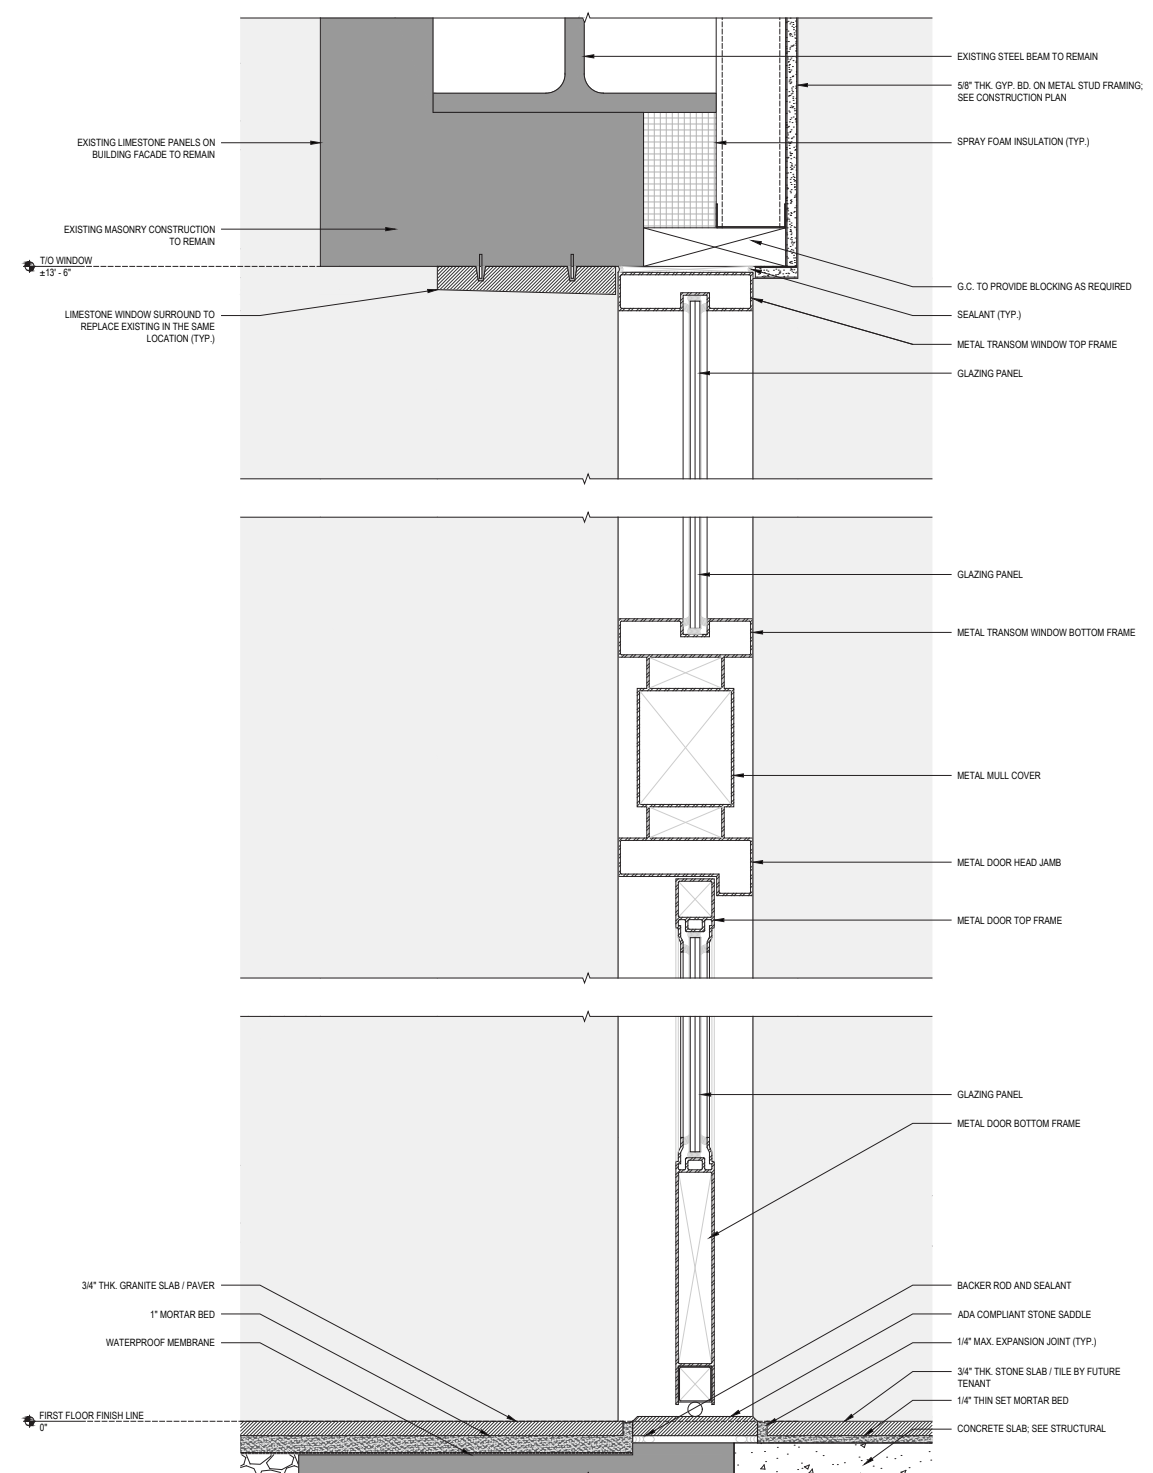 EXISTING STEEL BEAM TO REMAIN
5/8" THK. GYP. BD. ON METAL STUD FRAMING;
SEE CONSTRUCTION PLAN
EXISTING LIMESTONE PANELS ON
BUILDING FACADE TO REMAIN
SPRAY FOAM INSULATION (TYP.)
EXISTING MASONRY CONSTRUCTION
TO REMAIN
T/O WINDOW
±13' - 6"
G.C. TO PROVIDE BLOCKING AS REQUIRED
LIMESTONE WINDOW SURROUND TO
REPLACE EXISTING IN THE SAME
LOCATION (TYP.)
SEALANT (TYP.)
METAL TRANSOM WINDOW TOP FRAME
GLAZING PANEL
GLAZING PANEL
METAL TRANSOM WINDOW BOTTOM FRAME
METAL MULL COVER
METAL DOOR HEAD JAMB
METAL DOOR TOP FRAME
GLAZING PANEL
METAL DOOR BOTTOM FRAME
3/4" THK. GRANITE SLAB / PAVER
1" MORTAR BED
WATERPROOF MEMBRANE
BACKER ROD AND SEALANT
ADA COMPLIANT STONE SADDLE
1/4" MAX. EXPANSION JOINT (TYP.)
3/4" THK. STONE SLAB / TILE BY FUTURE
TENANT
1/4" THIN SET MORTAR BED
FIRST FLOOR FINISH LINE
0"
CONCRETE SLAB; SEE STRUCTURAL